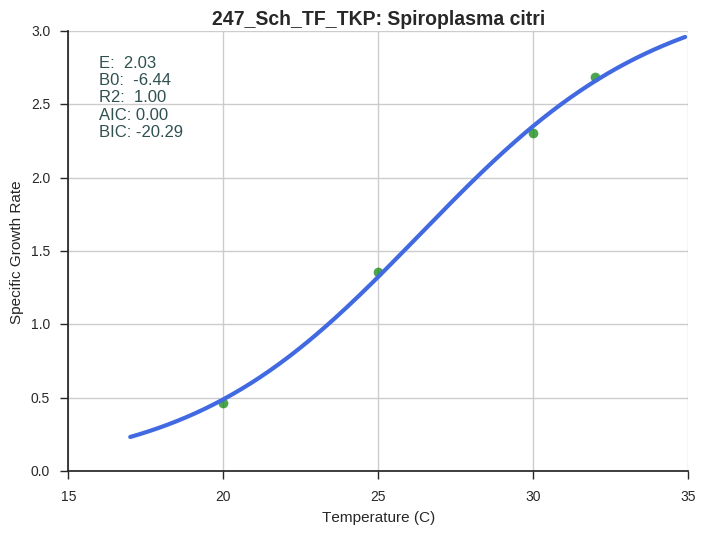 247_Sch_TF_TKP: Spiroplasma citri
3.0
E:  2.03
B0:  -6.44
R2:  1.00
AIC: 0.00
BIC: -20.29
2.5
2.0
1.5
1.0
0.5
0.0
Specific Growth Rate
15
20
25
30
35
Temperature (C)